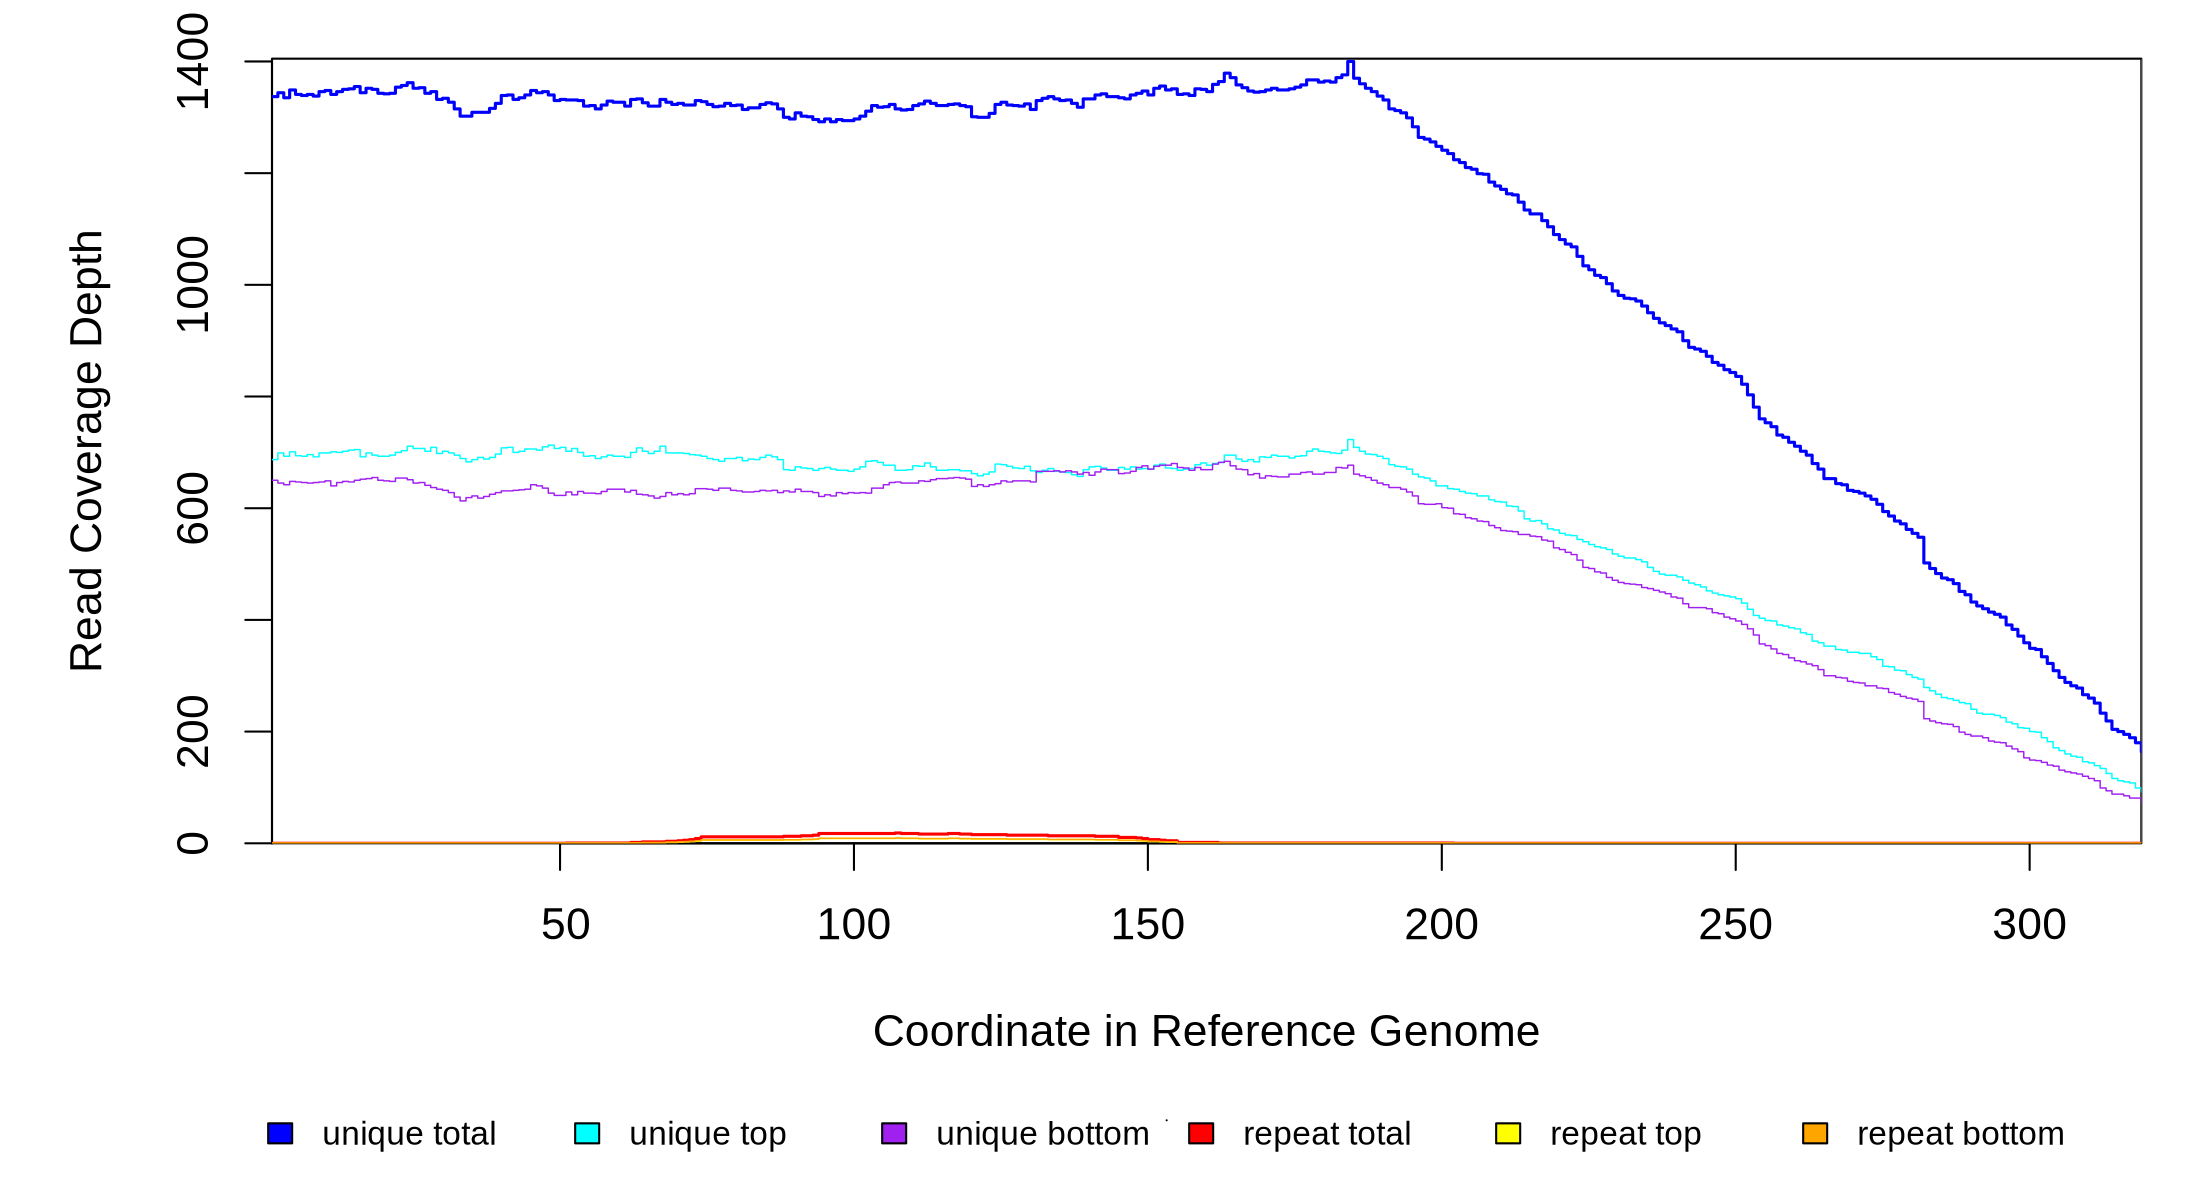 Read Coverage Depth
1400
1000
600
200
0
50 100 150 200 250 300
Coordinate in Reference Genome
unique total unique top unique bottom repeat total repeat top repeat bottom